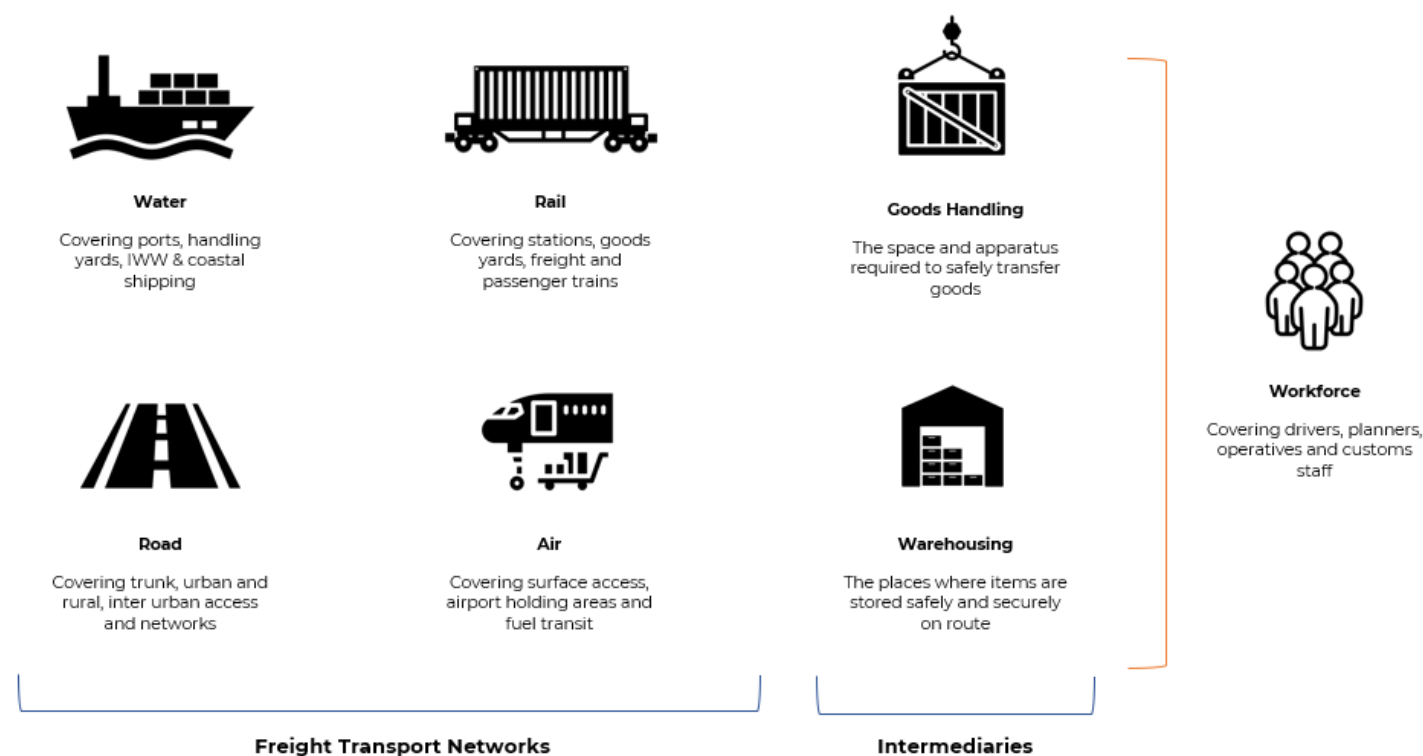 Water
Covering ports, handling
yards, IWW & coastal
shipping
Rail
Covering stations, goods
yards, freight and
passenger trains
Goods Handling
The space and apparatus
required to safely transfer
goods
Road
Covering trunk, urban and
rural, inter urban access
and networks
Air
Covering surface access,
airport holding areas and
fuel transit
Warehousing
The places where items are
stored safely and securely
on route
Workforce
Covering drivers, planners,
operatives and customs
staff
Freight Transport Networks
Intermediaries